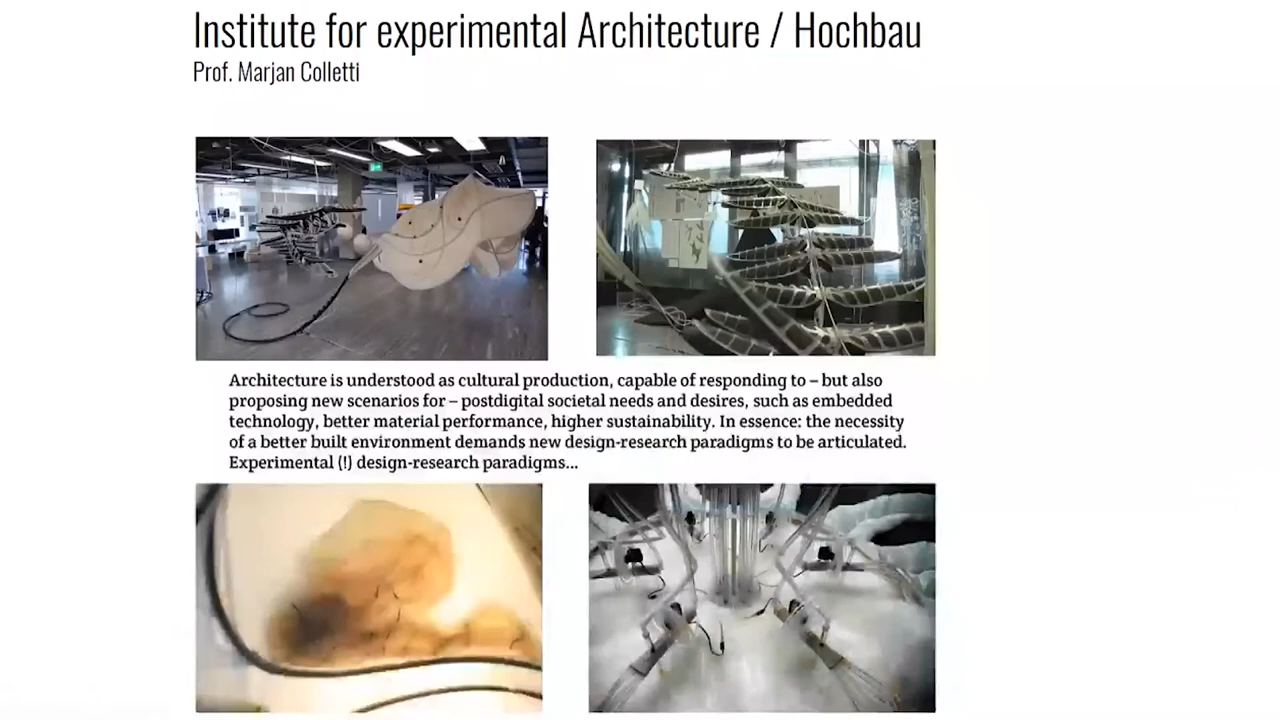 Institute for experimental Architecture / Hochbau
Prof. Marjan Colletti
Architecture is understood as cultural production, capable of responding to – but also
proposing new scenarios for – postdigital societal needs and desires, such as embedded
technology, better material performance, higher sustainability. In essence: the necessity
of a better built environment demands new design-research paradigms to be articulated.
Experimental (!) design-research paradigms...